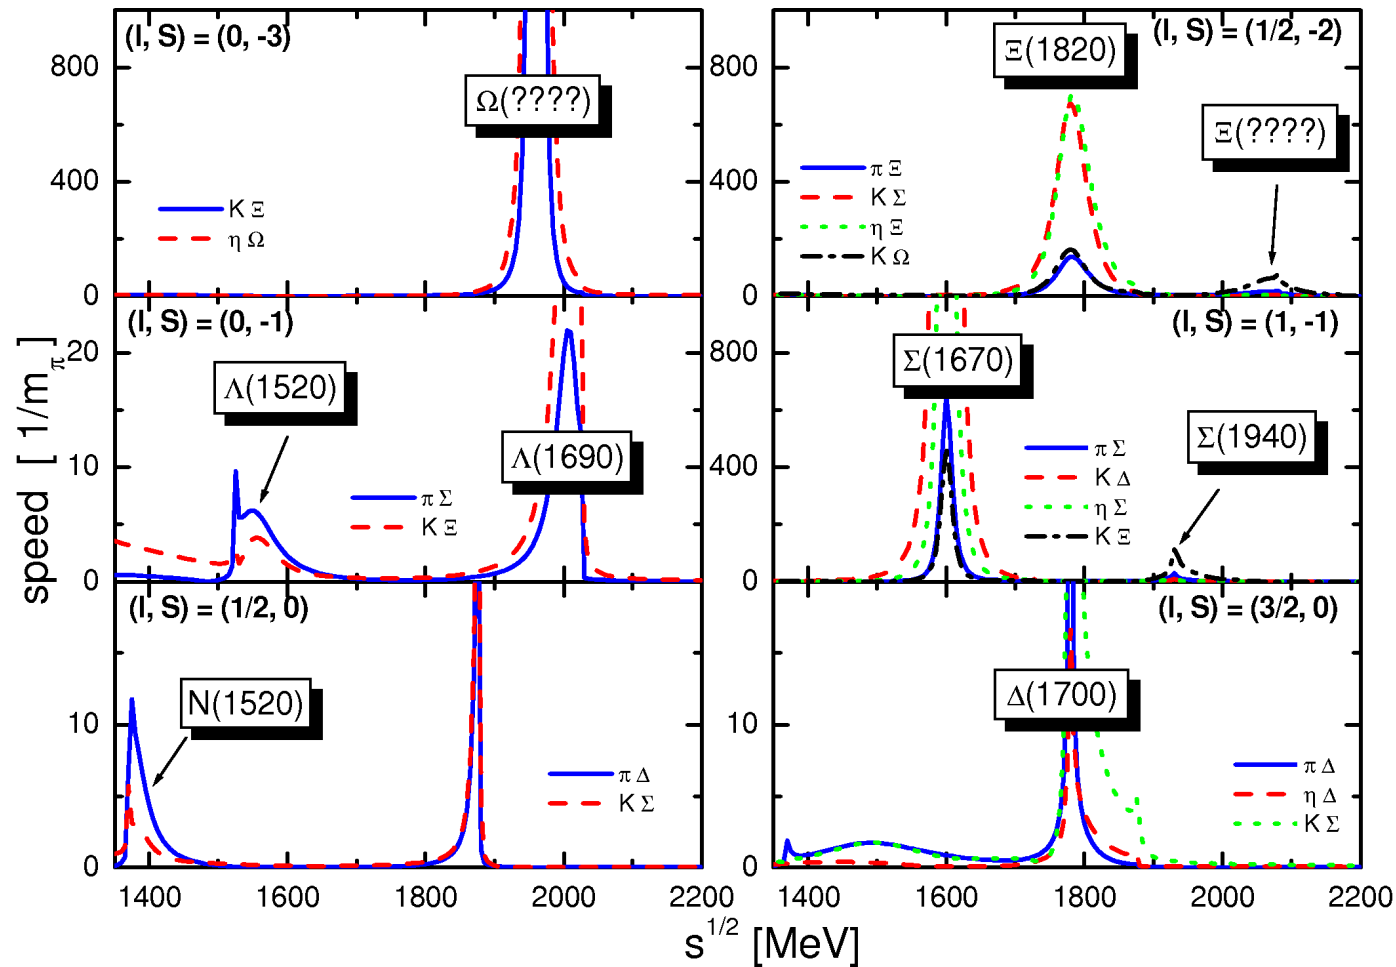 speed [ 1/mπ]
(I, S) = (0, -3)
800
400
0
Ω(????)
K Ξ
η Ω
(I, S) = (1/2, -2)
800
400
0
Ξ(1820)
Ξ(????)
π Ξ
K Σ
η Ξ
K Ω
(I, S) = (0, -1)
20
10
0
Λ(1520)
Λ(1690)
π Σ
K Ξ
(I, S) = (1, -1)
800
400
0
Σ(1670)
Σ(1940)
π Σ
K Δ
η Σ
K Ξ
(I, S) = (1/2, 0)
10
0
N(1520)
π Δ
K Σ
1400 1600 1800 2000 2200
(I, S) = (3/2, 0)
10
0
Δ(1700)
π Δ
η Δ
K Σ
1400 1600 1800 2000 2200
s^1/2 [MeV]